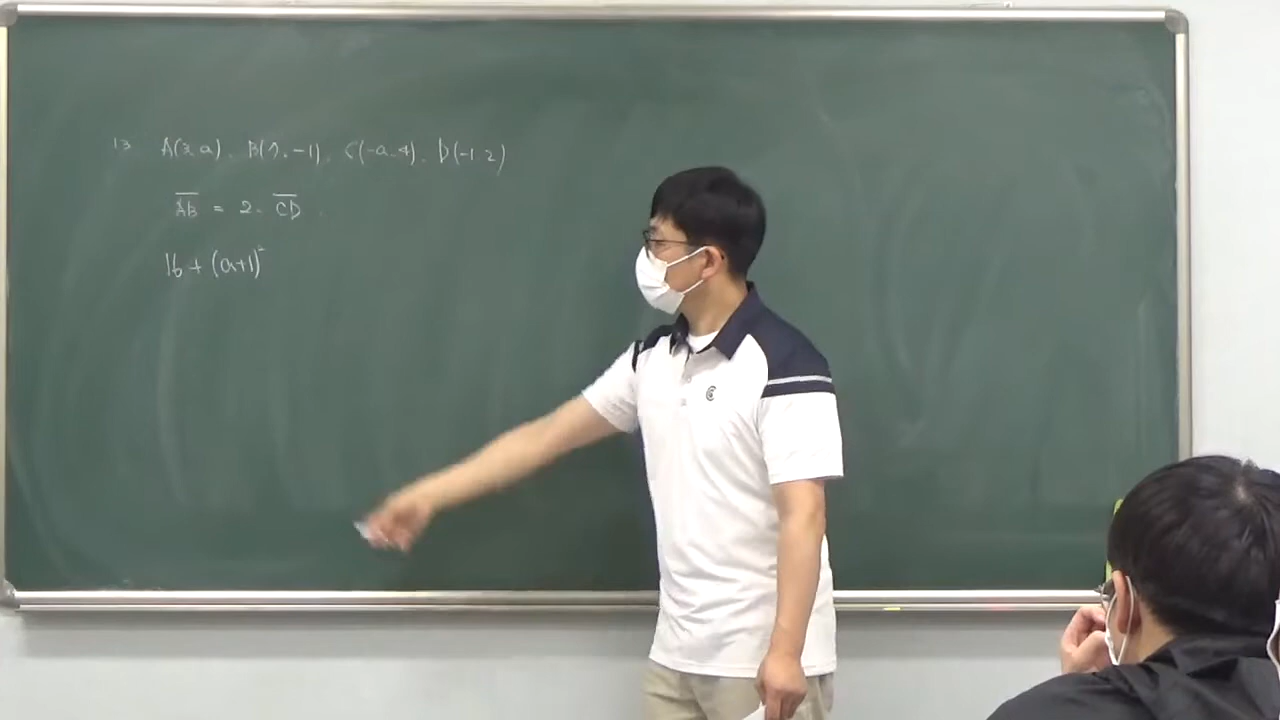 13 A(3, a), B(7, -1), C(-a, 4), D(-1, 2)
AB = 2 · CD
16 + (a+1)²